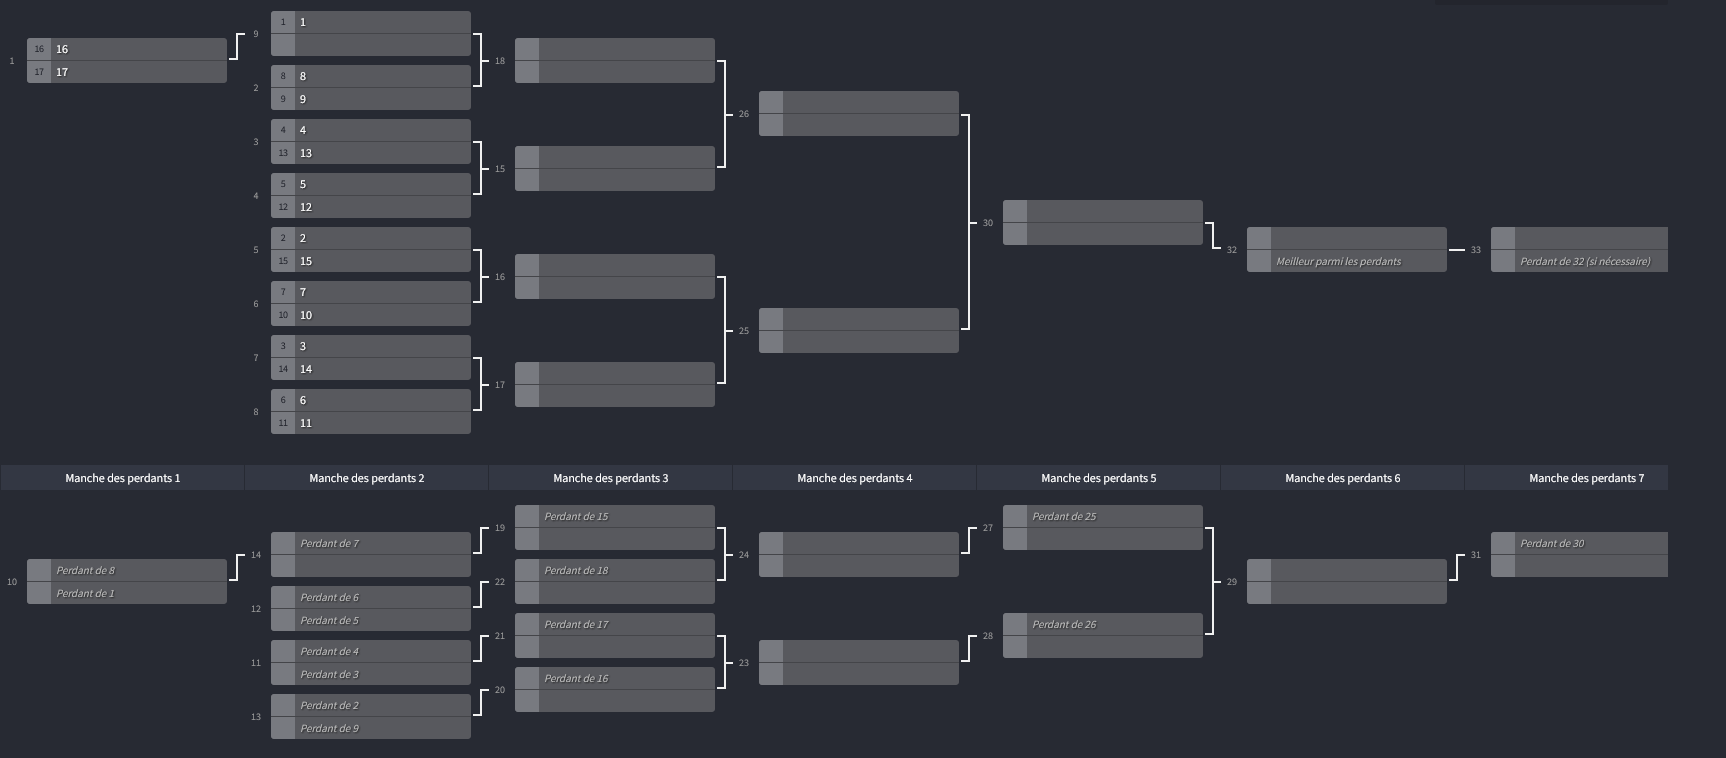 1
16 16
17 17
9
1 1
2
8 8
9 9
3
4 4
13 13
4
5 5
12 12
5
2 2
15 15
6
7 7
10 10
7
3 3
14 14
8
6 6
11 11
18
15
16
17
26
25
30
32
Meilleur parmi les perdants
33
Perdant de 32 (si nécessaire)
Manche des perdants 1
Manche des perdants 2
Manche des perdants 3
Manche des perdants 4
Manche des perdants 5
Manche des perdants 6
Manche des perdants 7
10
Perdant de 8
Perdant de 1
14
Perdant de 7
12
Perdant de 6
Perdant de 5
11
Perdant de 4
Perdant de 3
13
Perdant de 2
Perdant de 9
19
Perdant de 15
22
Perdant de 18
21
Perdant de 17
20
Perdant de 16
24
23
27
Perdant de 25
28
Perdant de 26
29
31
Perdant de 30